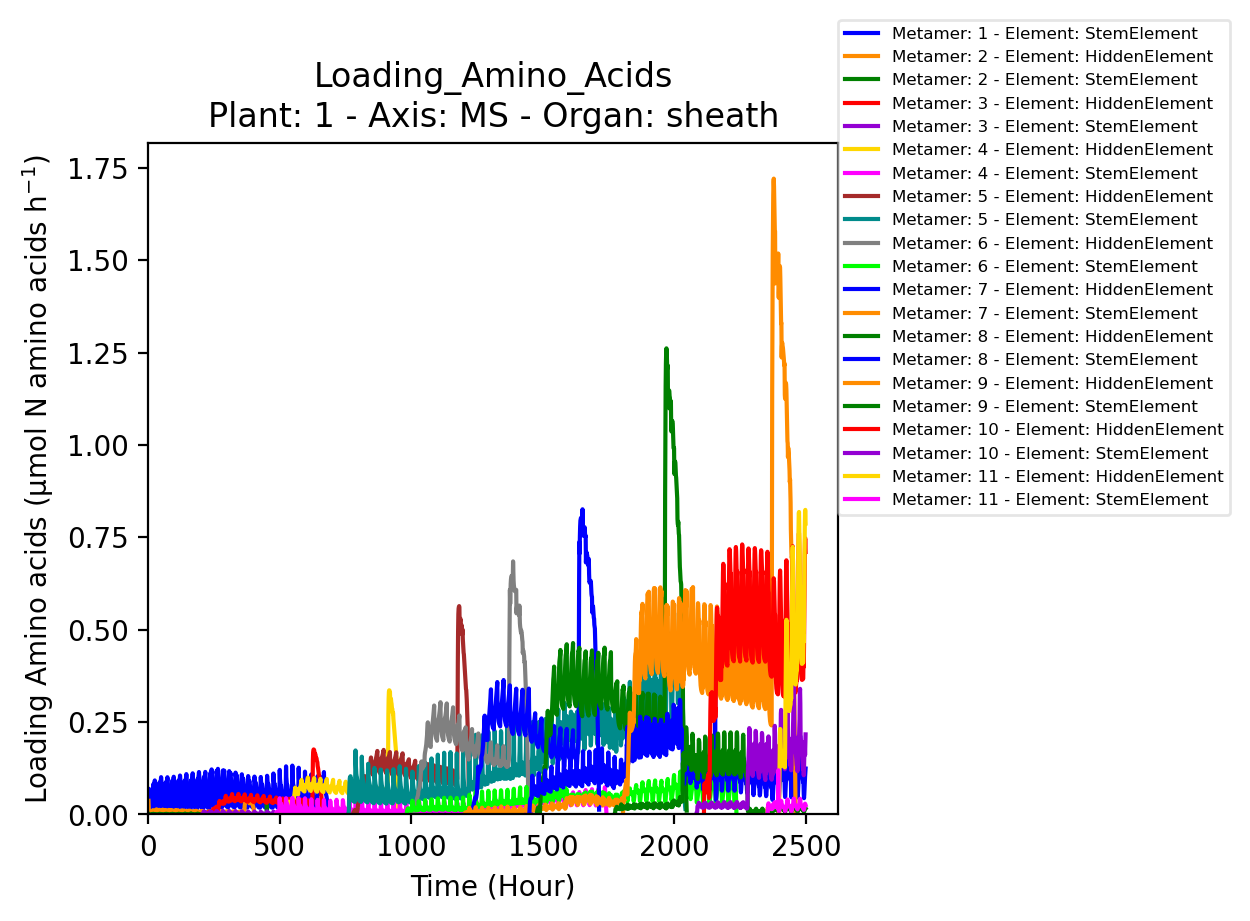 Loading_Amino_Acids
Plant: 1 - Axis: MS - Organ: sheath
Loading Amino acids (µmol N amino acids h⁻¹)
1.75
1.50
1.25
1.00
0.75
0.50
0.25
0.00
0 500 1000 1500 2000 2500
Time (Hour)
Metamer: 1 - Element: StemElement
Metamer: 2 - Element: HiddenElement
Metamer: 2 - Element: StemElement
Metamer: 3 - Element: HiddenElement
Metamer: 3 - Element: StemElement
Metamer: 4 - Element: HiddenElement
Metamer: 4 - Element: StemElement
Metamer: 5 - Element: HiddenElement
Metamer: 5 - Element: StemElement
Metamer: 6 - Element: HiddenElement
Metamer: 6 - Element: StemElement
Metamer: 7 - Element: HiddenElement
Metamer: 7 - Element: StemElement
Metamer: 8 - Element: HiddenElement
Metamer: 8 - Element: StemElement
Metamer: 9 - Element: HiddenElement
Metamer: 9 - Element: StemElement
Metamer: 10 - Element: HiddenElement
Metamer: 10 - Element: StemElement
Metamer: 11 - Element: HiddenElement
Metamer: 11 - Element: StemElement